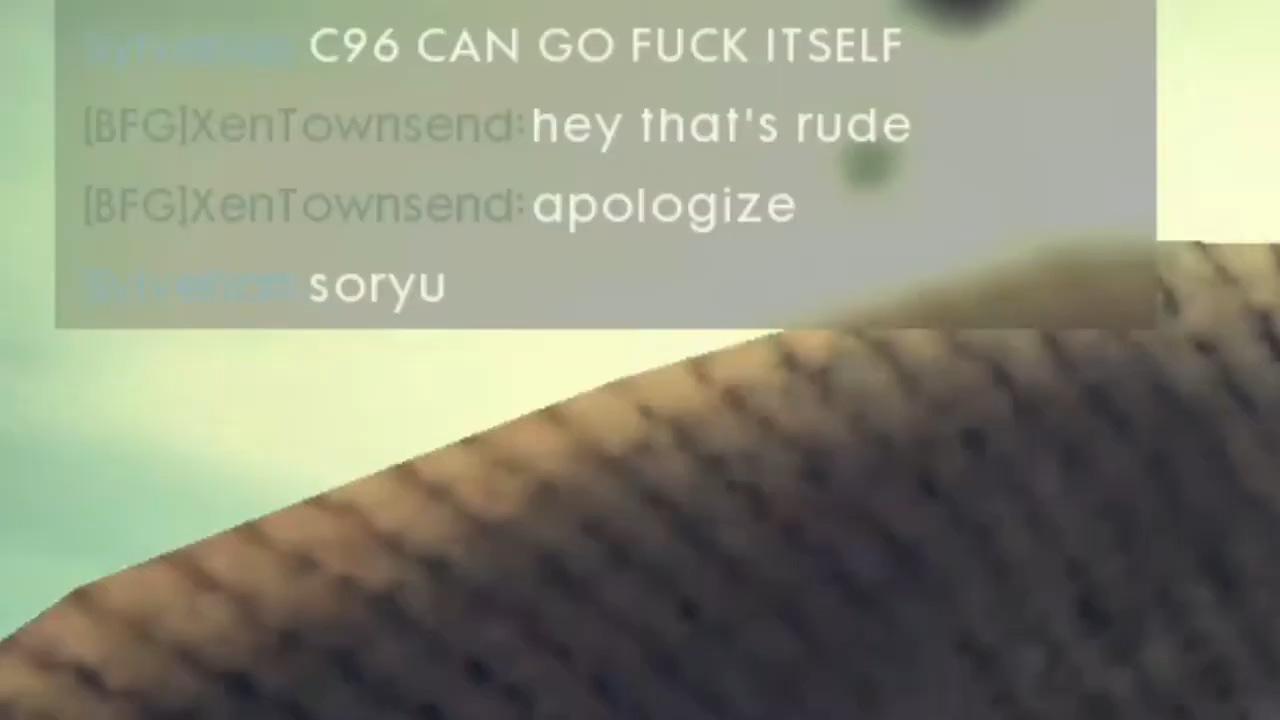 C96 CAN GO FUCK ITSELF
[BFG]XenTownsend: hey that's rude
[BFG]XenTownsend: apologize
soryu